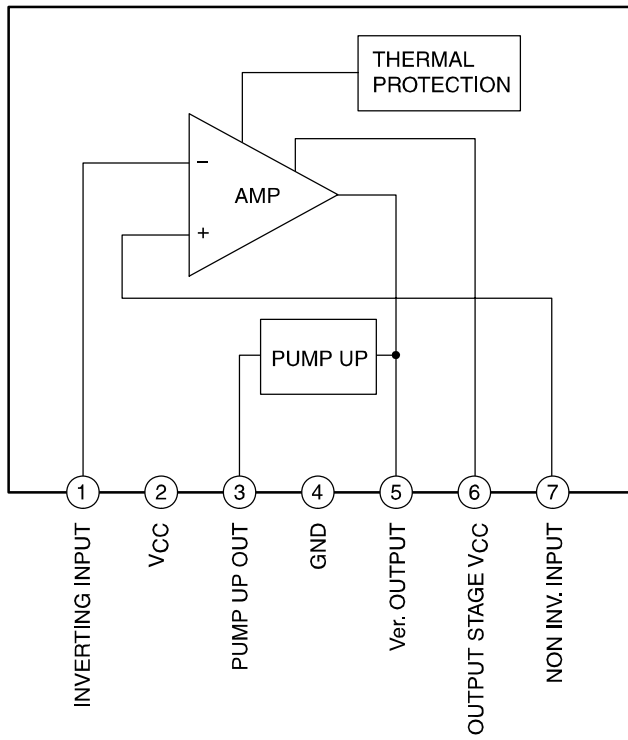 THERMAL
PROTECTION
−
AMP
+
PUMP UP
1
2
3
4
5
6
7
INVERTING INPUT
VCC
PUMP UP OUT
GND
Ver. OUTPUT
OUTPUT STAGE VCC
NON INV. INPUT